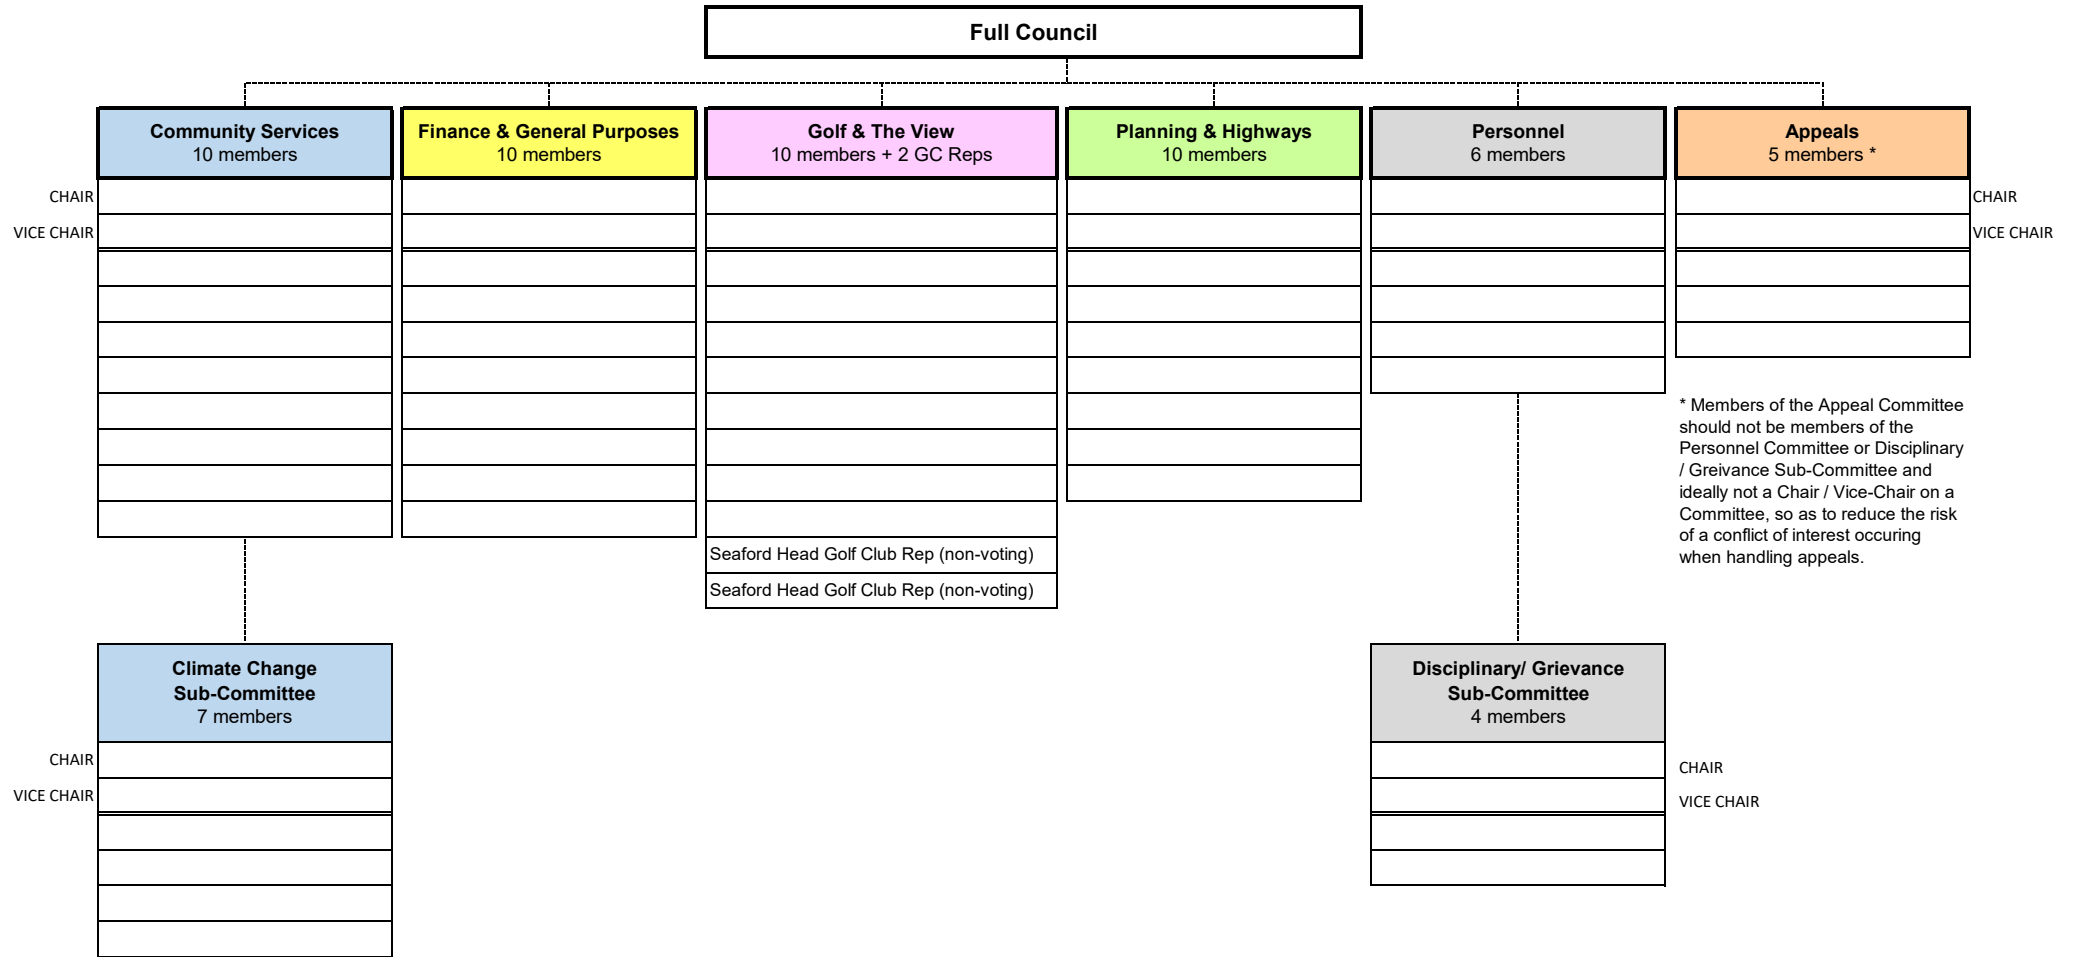 Full Council
Community Services
10 members
Finance & General Purposes
10 members
Golf & The View
10 members + 2 GC Reps
Planning & Highways
10 members
Personnel
6 members
Appeals
5 members *
CHAIR
CHAIR
VICE CHAIR
VICE CHAIR
* Members of the Appeal Committee
should not be members of the
Personnel Committee or Disciplinary
/ Greivance Sub-Committee and
ideally not a Chair / Vice-Chair on a
Committee, so as to reduce the risk
of a conflict of interest occuring
when handling appeals.
Seaford Head Golf Club Rep (non-voting)
Seaford Head Golf Club Rep (non-voting)
Climate Change
Sub-Committee
7 members
Disciplinary/ Grievance
Sub-Committee
4 members
CHAIR
CHAIR
VICE CHAIR
VICE CHAIR